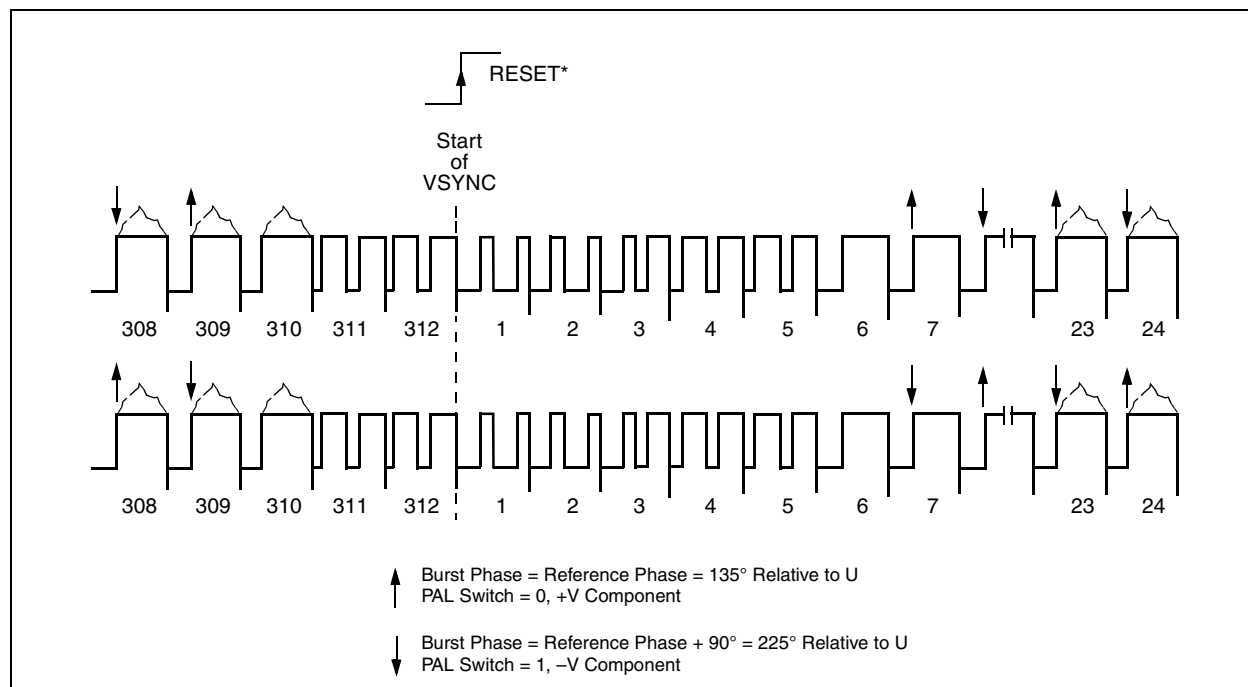 RESET*
Start
of
VSYNC
308 309 310 311 312 1 2 3 4 5 6 7 23 24
308 309 310 311 312 1 2 3 4 5 6 7 23 24
Burst Phase = Reference Phase = 135° Relative to U
PAL Switch = 0, +V Component
Burst Phase = Reference Phase + 90° = 225° Relative to U
PAL Switch = 1, –V Component